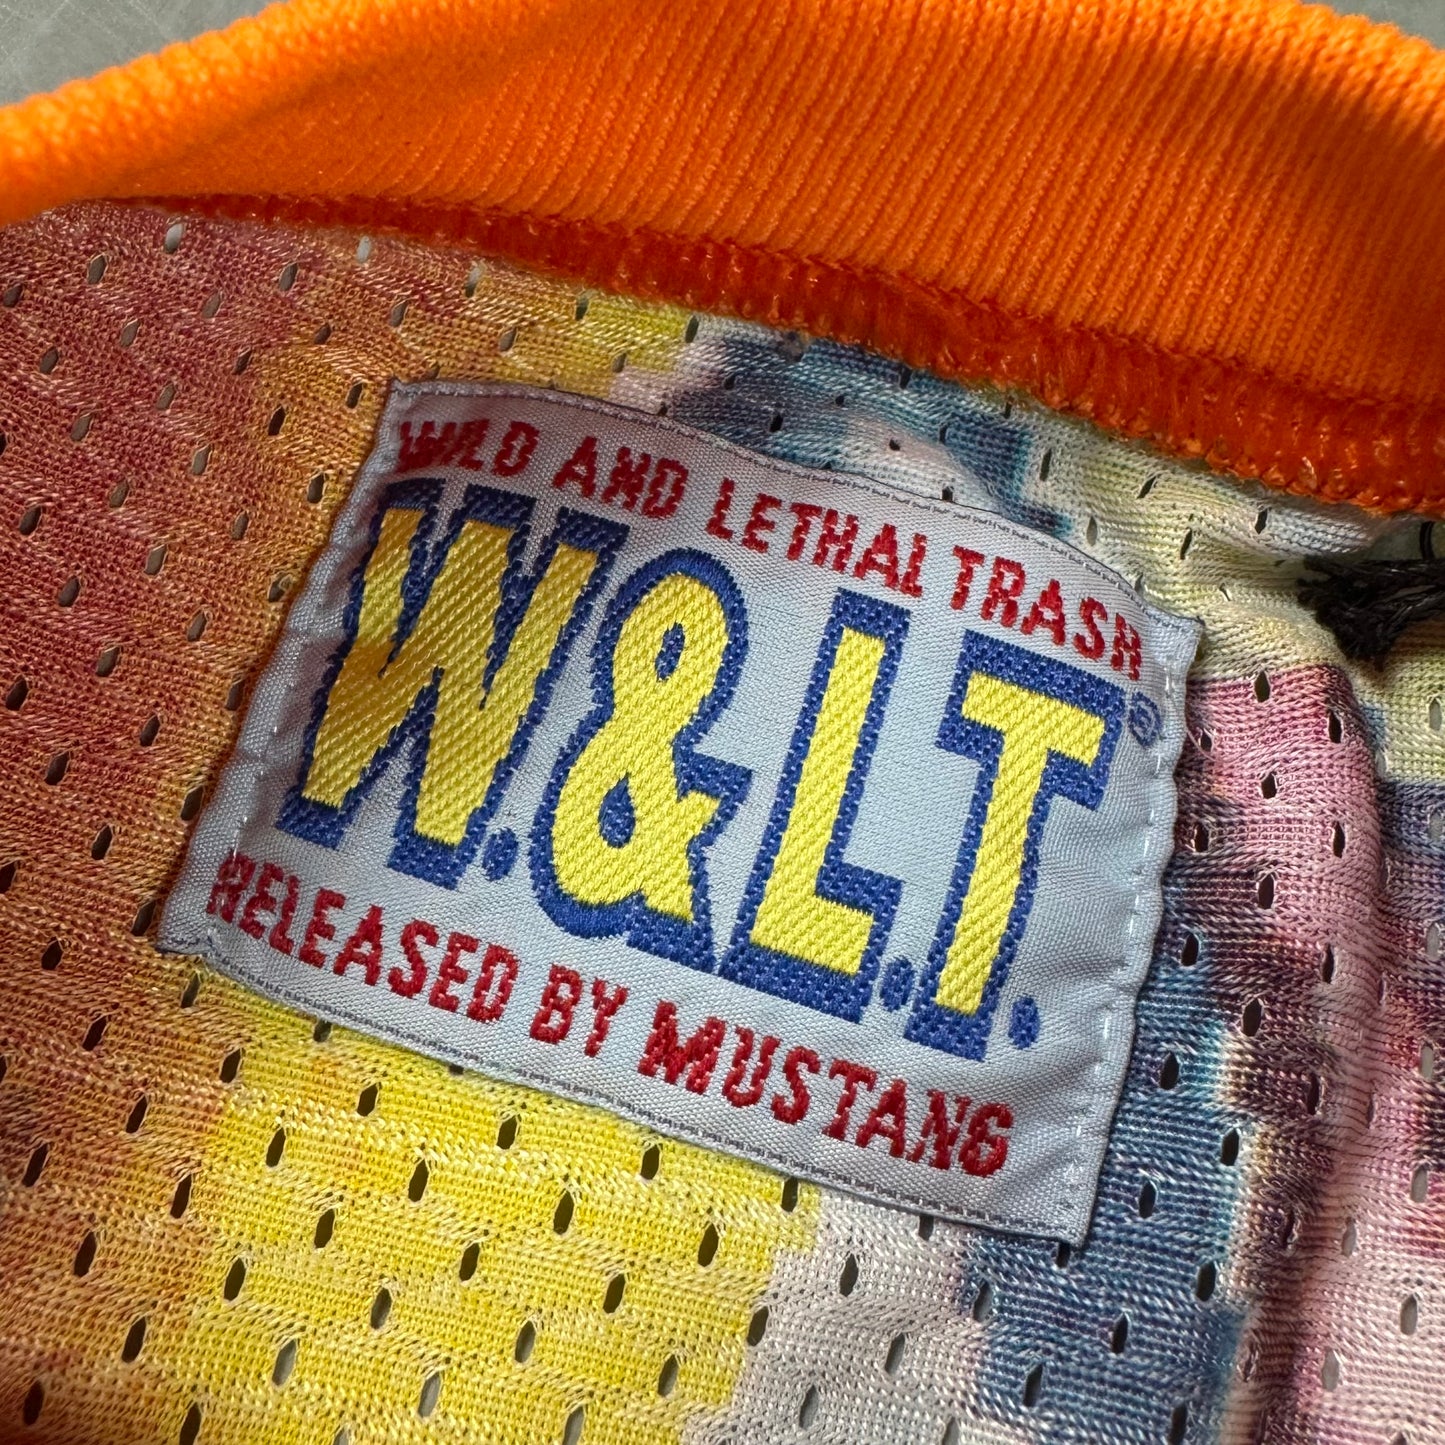 WILD AND LETHAL TRASH
W.&L.T.®
RELEASED BY MUSTANG